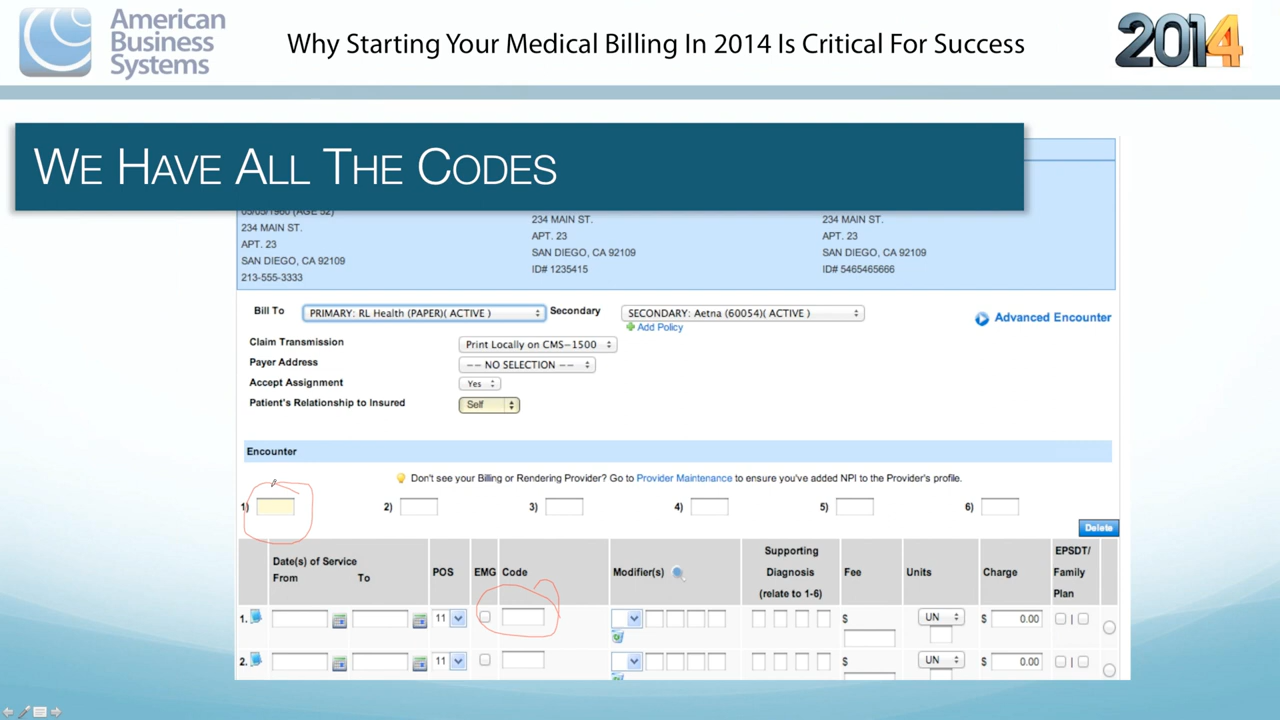 American
Business
Systems
Why Starting Your Medical Billing In 2014 Is Critical For Success
2014
WE HAVE ALL THE CODES
05/05/1960 (AGE 52)
234 MAIN ST.
APT. 23
SAN DIEGO, CA 92109
213-555-3333
234 MAIN ST.
APT. 23
SAN DIEGO, CA 92109
ID# 1235415
234 MAIN ST.
APT. 23
SAN DIEGO, CA 92109
ID# 5465465666
Bill To PRIMARY: RL Health (PAPER)( ACTIVE ) Secondary SECONDARY: Aetna (60054)( ACTIVE )
Add Policy
Advanced Encounter
Claim Transmission Print Locally on CMS-1500
Payer Address -- NO SELECTION --
Accept Assignment Yes
Patient's Relationship to Insured Self
Encounter
Don't see your Billing or Rendering Provider? Go to Provider Maintenance to ensure you've added NPI to the Provider's profile.
1) 2) 3) 4) 5) 6)
Delete
Date(s) of Service
From To
POS
EMG
Code
Modifier(s)
Supporting
Diagnosis
(relate to 1-6)
Fee
Units
Charge
EPSDT/
Family
Plan
1. 11 $ UN $ 0.00 |
2. 11 $ UN $ 0.00 |